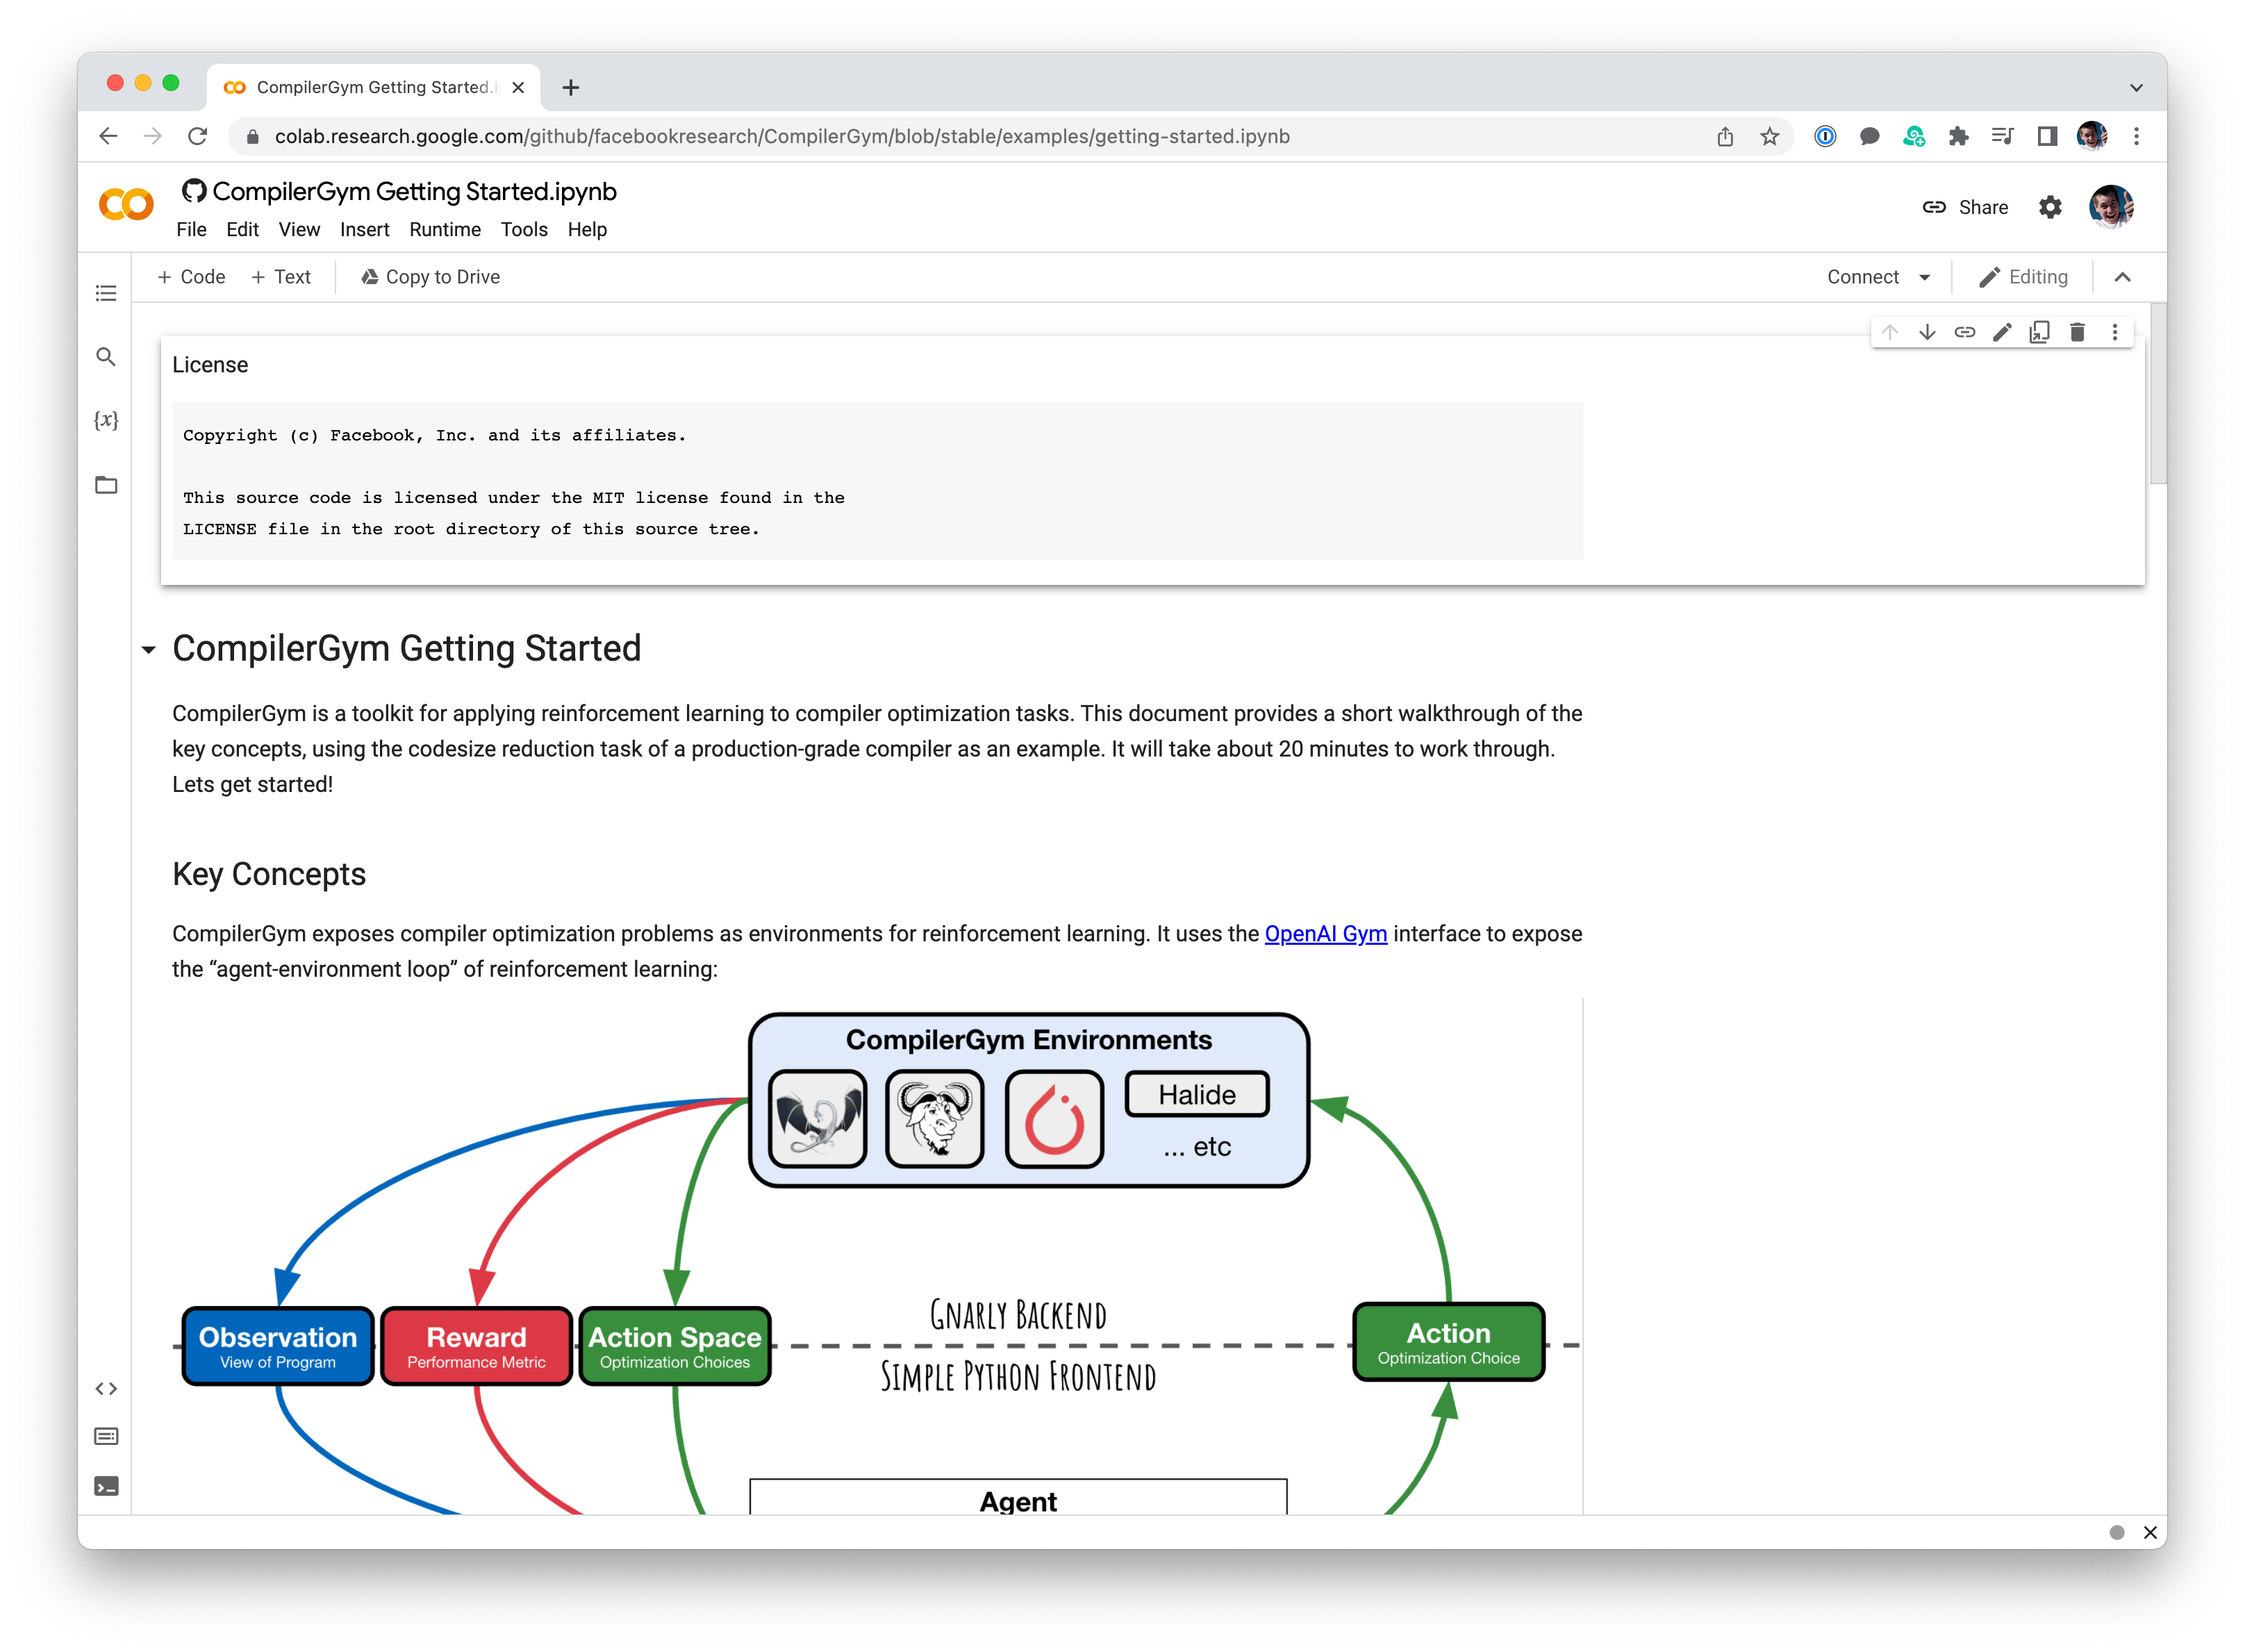 CompilerGym Getting Started.i
colab.research.google.com/github/facebookresearch/CompilerGym/blob/stable/examples/getting-started.ipynb
CompilerGym Getting Started.ipynb
File Edit View Insert Runtime Tools Help
Share
+ Code + Text Copy to Drive
Connect Editing
License
{x}
Copyright (c) Facebook, Inc. and its affiliates.
This source code is licensed under the MIT license found in the
LICENSE file in the root directory of this source tree.
CompilerGym Getting Started
CompilerGym is a toolkit for applying reinforcement learning to compiler optimization tasks. This document provides a short walkthrough of the
key concepts, using the codesize reduction task of a production-grade compiler as an example. It will take about 20 minutes to work through.
Lets get started!
Key Concepts
CompilerGym exposes compiler optimization problems as environments for reinforcement learning. It uses the OpenAI Gym interface to expose
the “agent-environment loop” of reinforcement learning:
CompilerGym Environments
Halide
... etc
GNARLY BACKEND
Observation
View of Program
Reward
Performance Metric
Action Space
Optimization Choices
Action
Optimization Choice
SIMPLE PYTHON FRONTEND
Agent